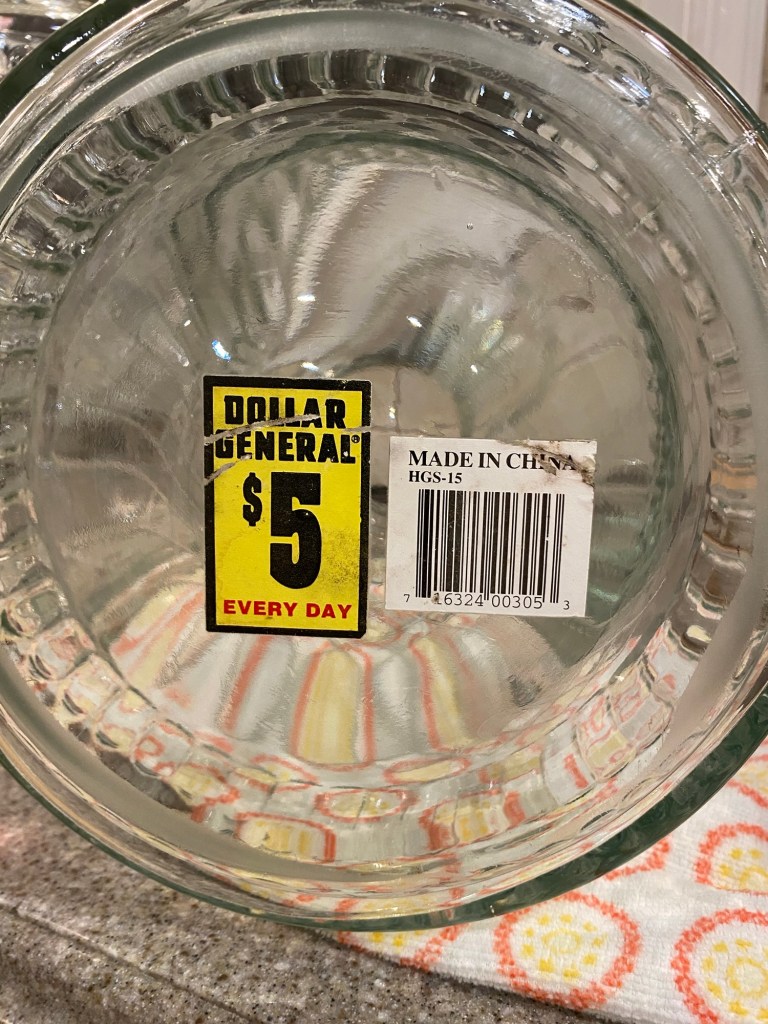 DOLLAR
GENERAL®
$5
EVERY DAY
MADE IN CHINA
HGS-15
7 16324 00305 3